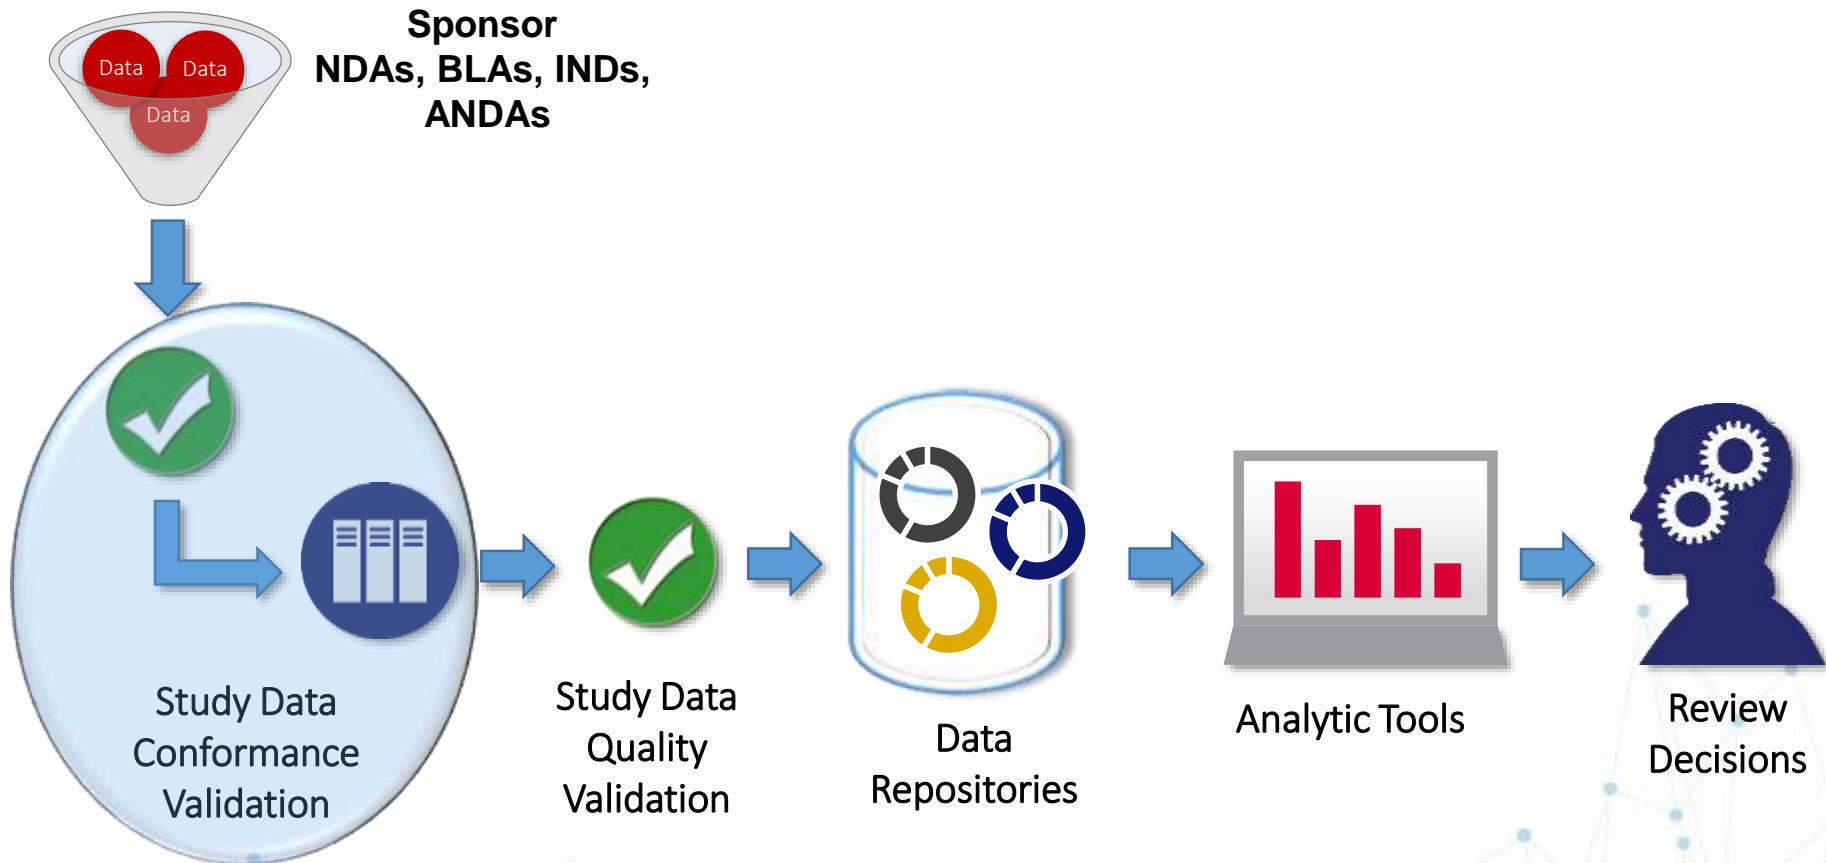 Sponsor
NDAs, BLAs, INDs,
ANDAs
Data
Data
Data
Study Data
Conformance
Validation
Study Data
Quality
Validation
Data
Repositories
Analytic Tools
Review
Decisions